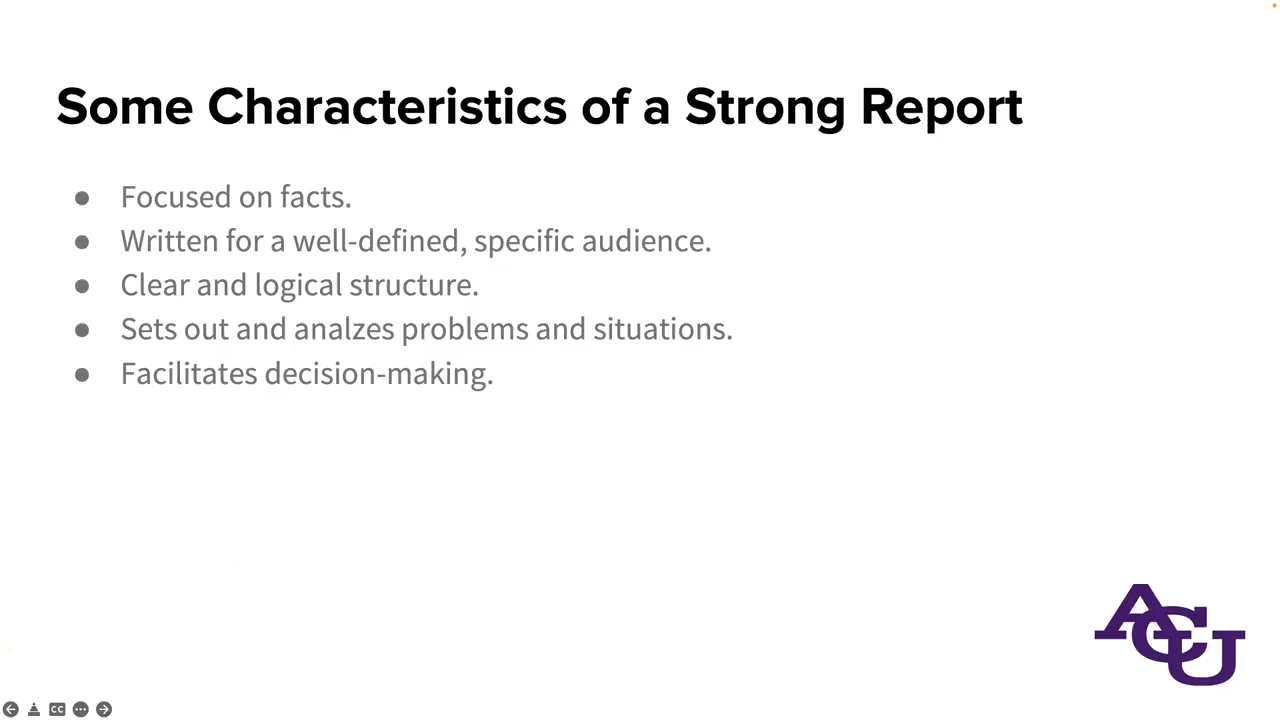 Some Characteristics of a Strong Report
● Focused on facts.
● Written for a well-defined, specific audience.
● Clear and logical structure.
● Sets out and analzes problems and situations.
● Facilitates decision-making.
ACU
CC